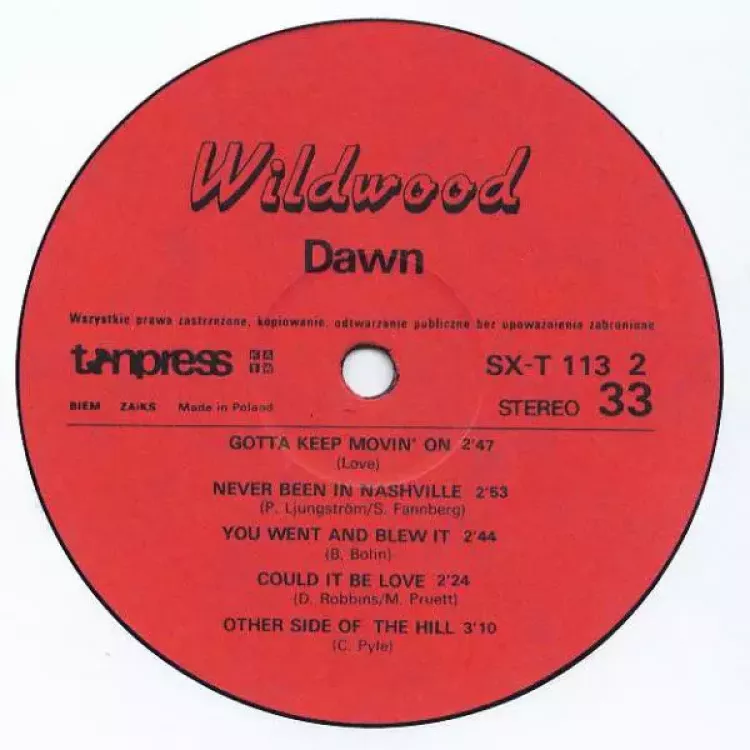 Wildwood
Dawn
Wszystkie prawa zastrzeżone, kopiowanie, odtwarzanie publiczne bez upoważnienia zabronione
tonpress KAW
SX-T 113 2
BIEM ZAIKS Made in Poland
STEREO 33
GOTTA KEEP MOVIN' ON 2'47
(Love)
NEVER BEEN IN NASHVILLE 2'53
(P. Ljungström/S. Fannberg)
YOU WENT AND BLEW IT 2'44
(B. Bolin)
COULD IT BE LOVE 2'24
(D. Robbins/M. Pruett)
OTHER SIDE OF THE HILL 3'10
(C. Pyle)